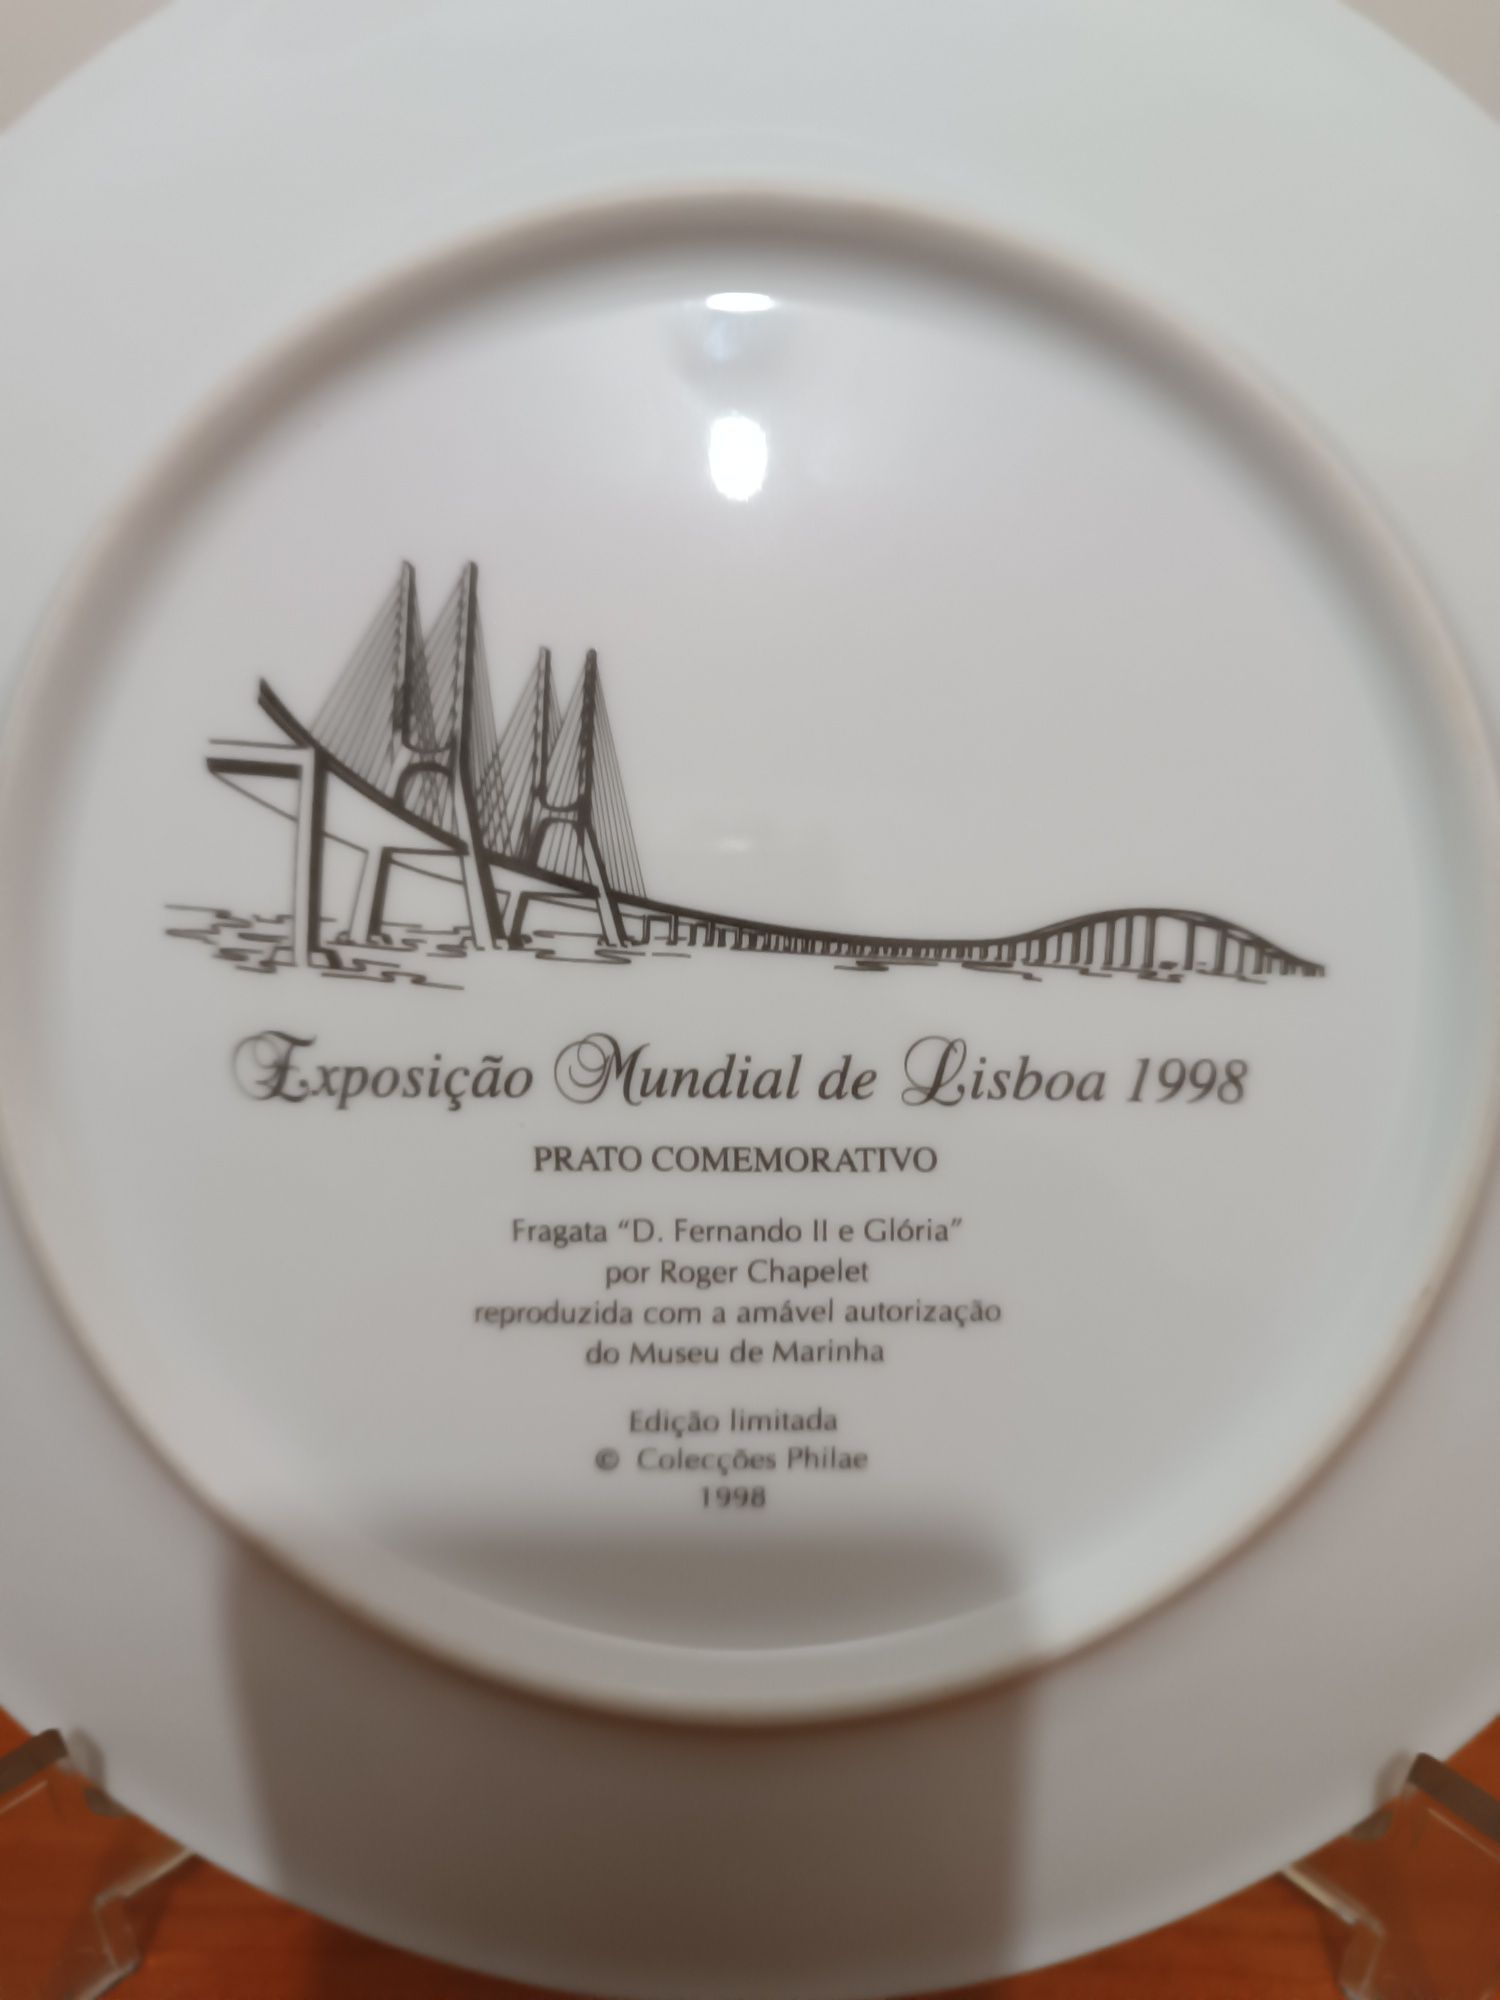 Exposição Mundial de Lisboa 1998
PRATO COMEMORATIVO
Fragata “D. Fernando II e Glória”
por Roger Chapelet
reproduzida com a amável autorização
do Museu de Marinha
Edição limitada
© Colecções Philae
1998